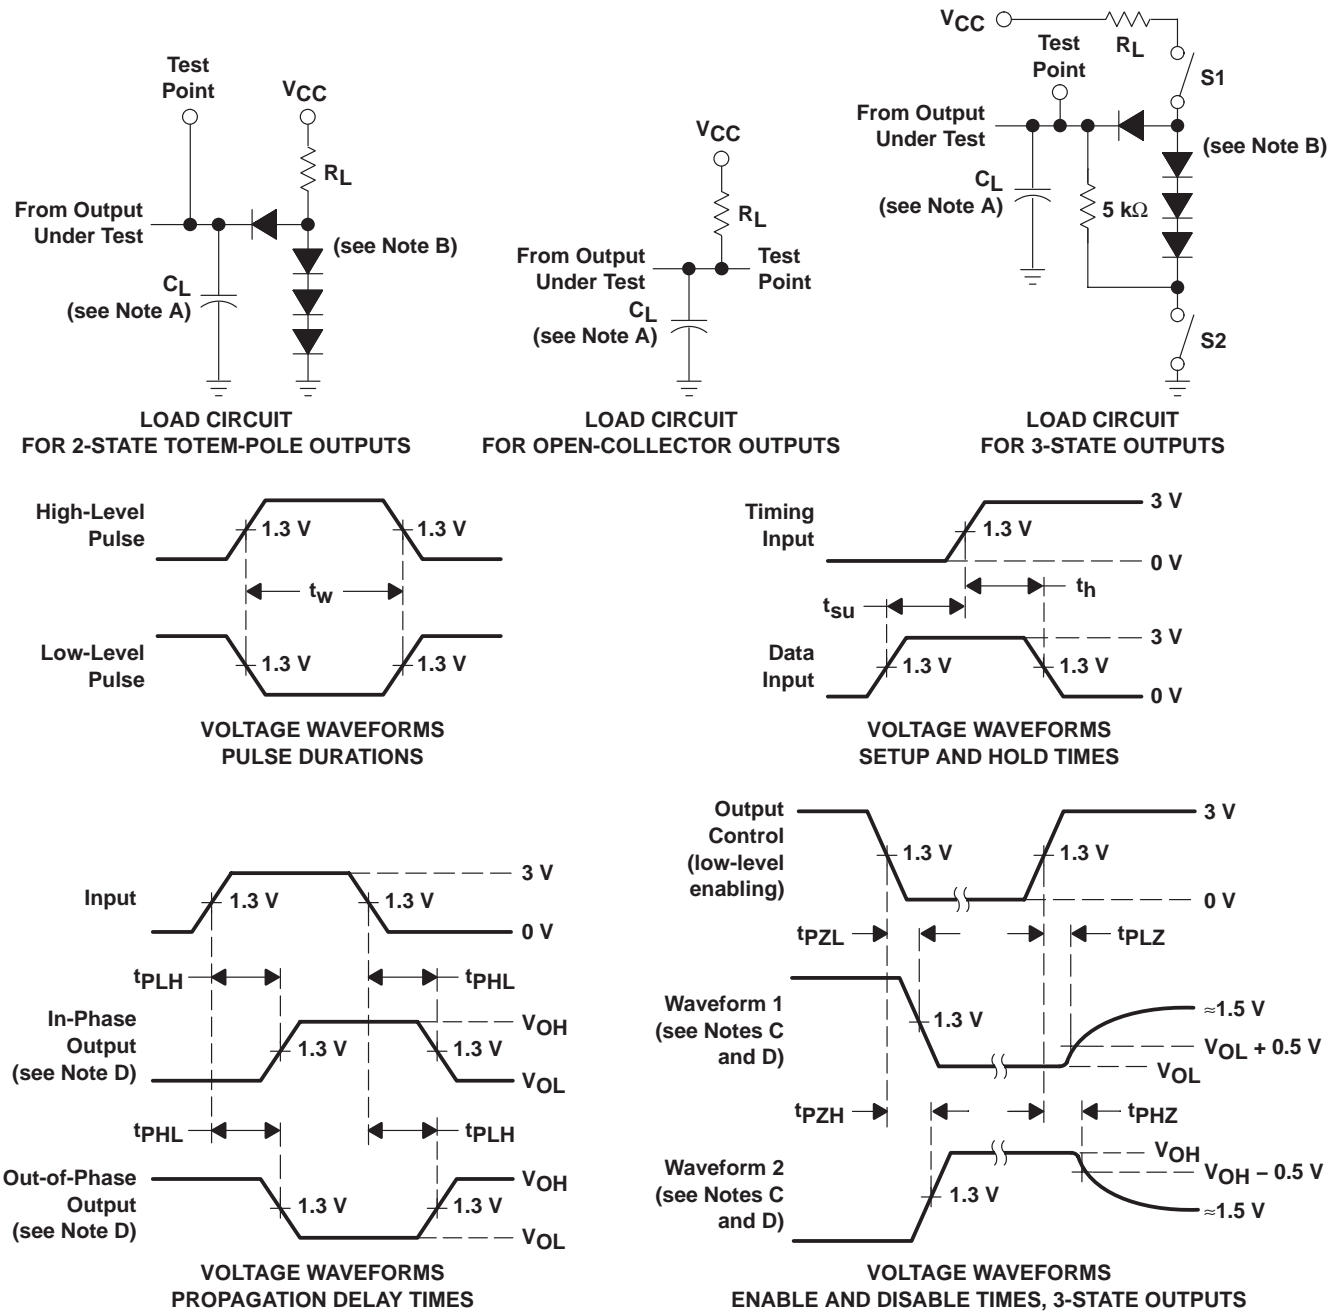 Test
Point
VCC
RL
From Output
Under Test
(see Note B)
CL
(see Note A)
LOAD CIRCUIT
FOR 2-STATE TOTEM-POLE OUTPUTS
VCC
RL
From Output
Under Test
Test
Point
CL
(see Note A)
LOAD CIRCUIT
FOR OPEN-COLLECTOR OUTPUTS
VCC
RL
Test
Point
S1
From Output
Under Test
(see Note B)
CL
(see Note A)
5 kΩ
S2
LOAD CIRCUIT
FOR 3-STATE OUTPUTS
High-Level
Pulse
1.3 V
1.3 V
tw
Low-Level
Pulse
1.3 V
1.3 V
VOLTAGE WAVEFORMS
PULSE DURATIONS
Timing
Input
3 V
1.3 V
0 V
th
tsu
Data
Input
3 V
1.3 V
1.3 V
0 V
VOLTAGE WAVEFORMS
SETUP AND HOLD TIMES
Input
3 V
1.3 V
1.3 V
0 V
tPLH
tPHL
In-Phase
Output
(see Note D)
VOH
1.3 V
1.3 V
VOL
tPHL
tPLH
Out-of-Phase
Output
(see Note D)
VOH
1.3 V
1.3 V
VOL
VOLTAGE WAVEFORMS
PROPAGATION DELAY TIMES
Output
Control
(low-level
enabling)
3 V
1.3 V
1.3 V
0 V
tPZL
tPLZ
Waveform 1
(see Notes C
and D)
1.3 V
≈1.5 V
VOL + 0.5 V
VOL
tPZH
tPHZ
Waveform 2
(see Notes C
and D)
1.3 V
VOH
VOH − 0.5 V
≈1.5 V
VOLTAGE WAVEFORMS
ENABLE AND DISABLE TIMES, 3-STATE OUTPUTS